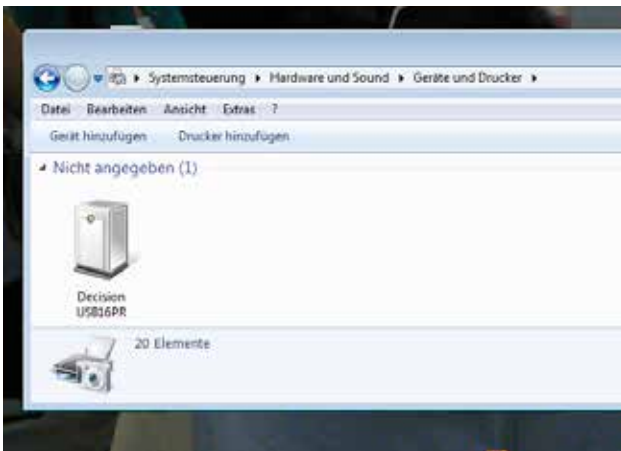 Systemsteuerung ▸ Hardware und Sound ▸ Geräte und Drucker ▸
Datei Bearbeiten Ansicht Extras ?
Gerät hinzufügen Drucker hinzufügen
Nicht angegeben (1)
Decision
USB16PR
20 Elemente